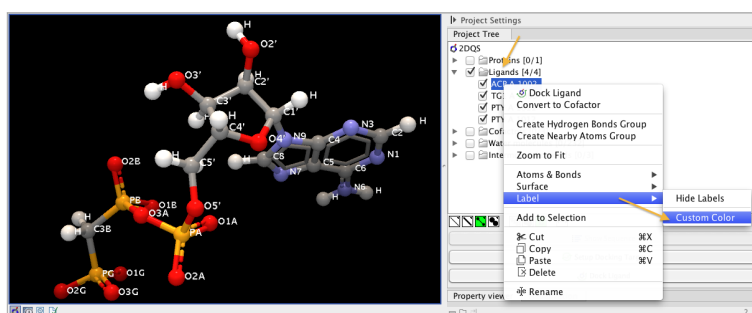 Project Settings
Project Tree
2DQS
Proteins [0/1]
Ligands [4/4]
ACP A 1002
TG
PTY
PTY
Cofa
Wat
Inte
Dock Ligand
Convert to Cofactor
Create Hydrogen Bonds Group
Create Nearby Atoms Group
Zoom to Fit
Atoms & Bonds
Surface
Label
Hide Labels
Custom Color
Add to Selection
Cut ⌘X
Copy ⌘C
Paste ⌘V
Delete
Rename
Property view
H
O2'
H
O3'
C2'
H
C3'
H
C1'
H
H
C4'
O4'
N9
C4
N3
C2
H
H
C5'
H
C8
N7
C5
C6
N1
N6
H
H
O2B
PB
O1B
O3A
O5'
O1A
PA
H
C3B
H
O2A
PG
O1G
O2G
O3G